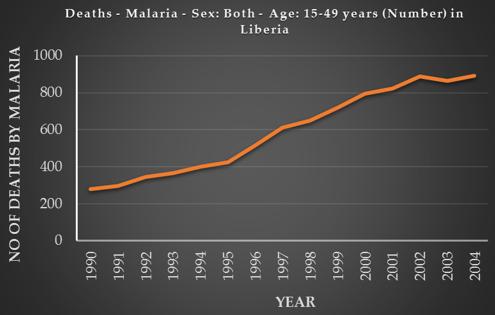 Deaths - Malaria - Sex: Both - Age: 15-49 years (Number) in
Liberia
NO OF DEATHS BY MALARIA
1000
800
600
400
200
0
1990 1991 1992 1993 1994 1995 1996 1997 1998 1999 2000 2001 2002 2003 2004
YEAR